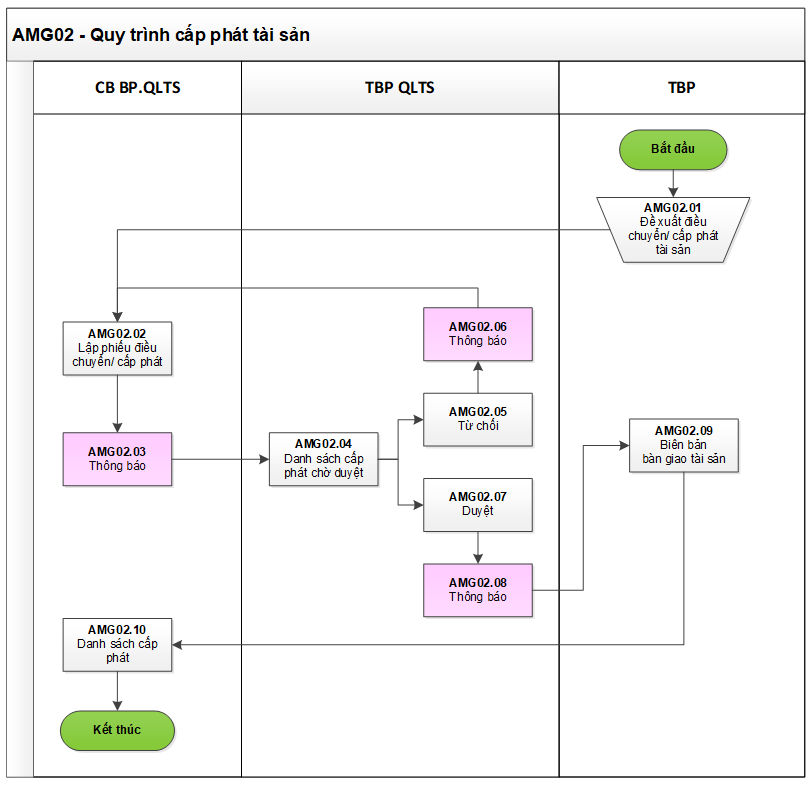 AMG02 - Quy trình cấp phát tài sản
CB BP.QLTS
TBP QLTS
TBP
Bắt đầu
AMG02.01
Đề xuất điều
chuyển/ cấp phát
tài sản
AMG02.02
Lập phiếu điều
chuyển/ cấp phát
AMG02.03
Thông báo
AMG02.04
Danh sách cấp
phát chờ duyệt
AMG02.05
Từ chối
AMG02.06
Thông báo
AMG02.07
Duyệt
AMG02.08
Thông báo
AMG02.09
Biên bản
bàn giao tài sản
AMG02.10
Danh sách cấp
phát
Kết thúc